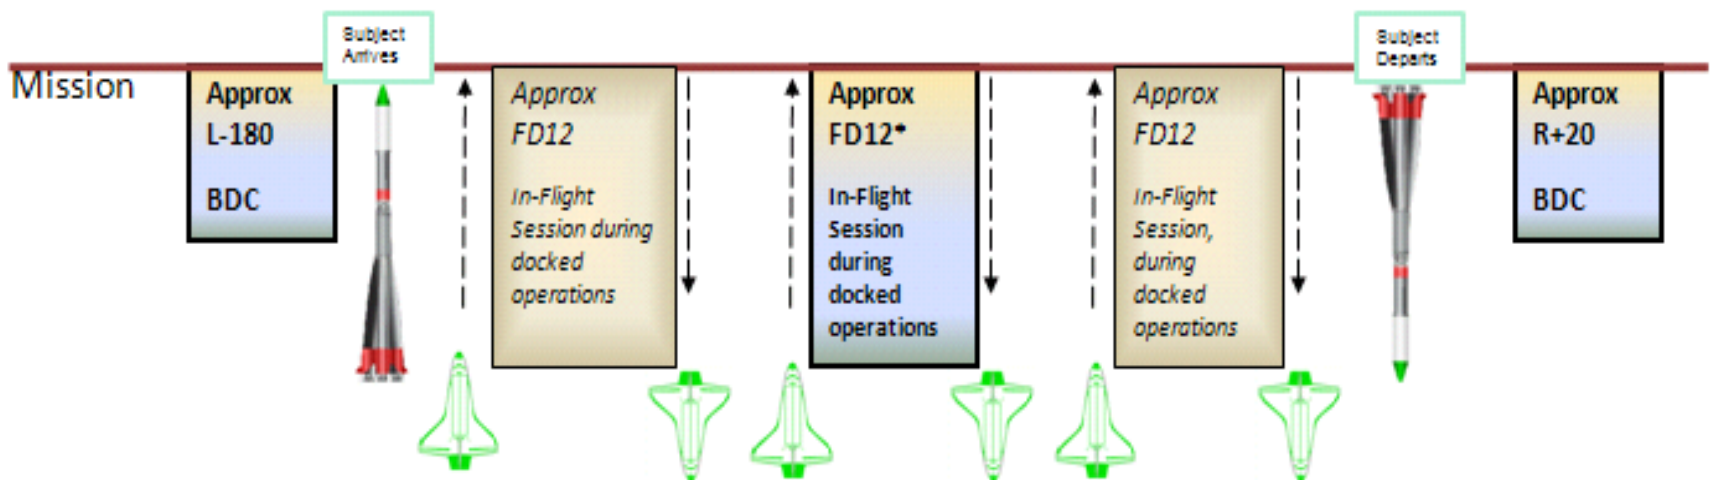 Mission
Approx
L-180
BDC
Subject
Arrives
Approx
FD12
In-Flight
Session during
docked
operations
Approx
FD12*
In-Flight
Session
during
docked
operations
Approx
FD12
In-Flight
Session,
during
docked
operations
Subject
Departs
Approx
R+20
BDC